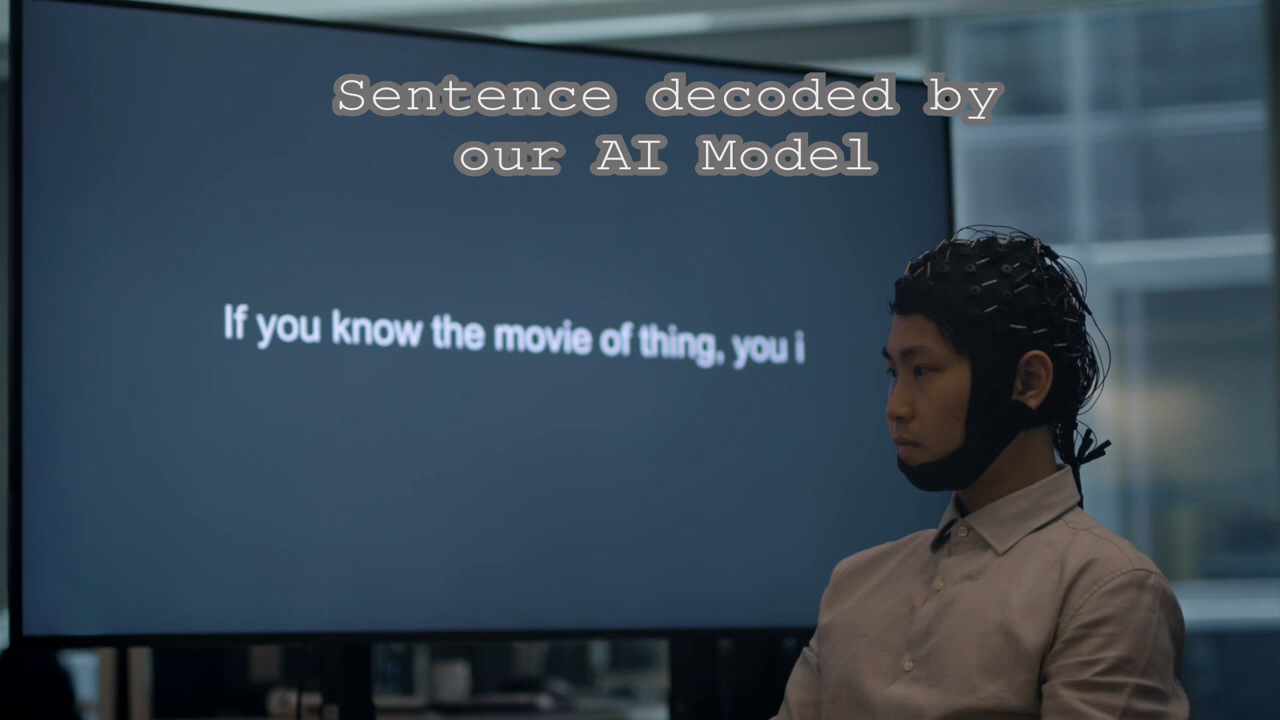 Sentence decoded by
our AI Model
If you know the movie of thing, you i